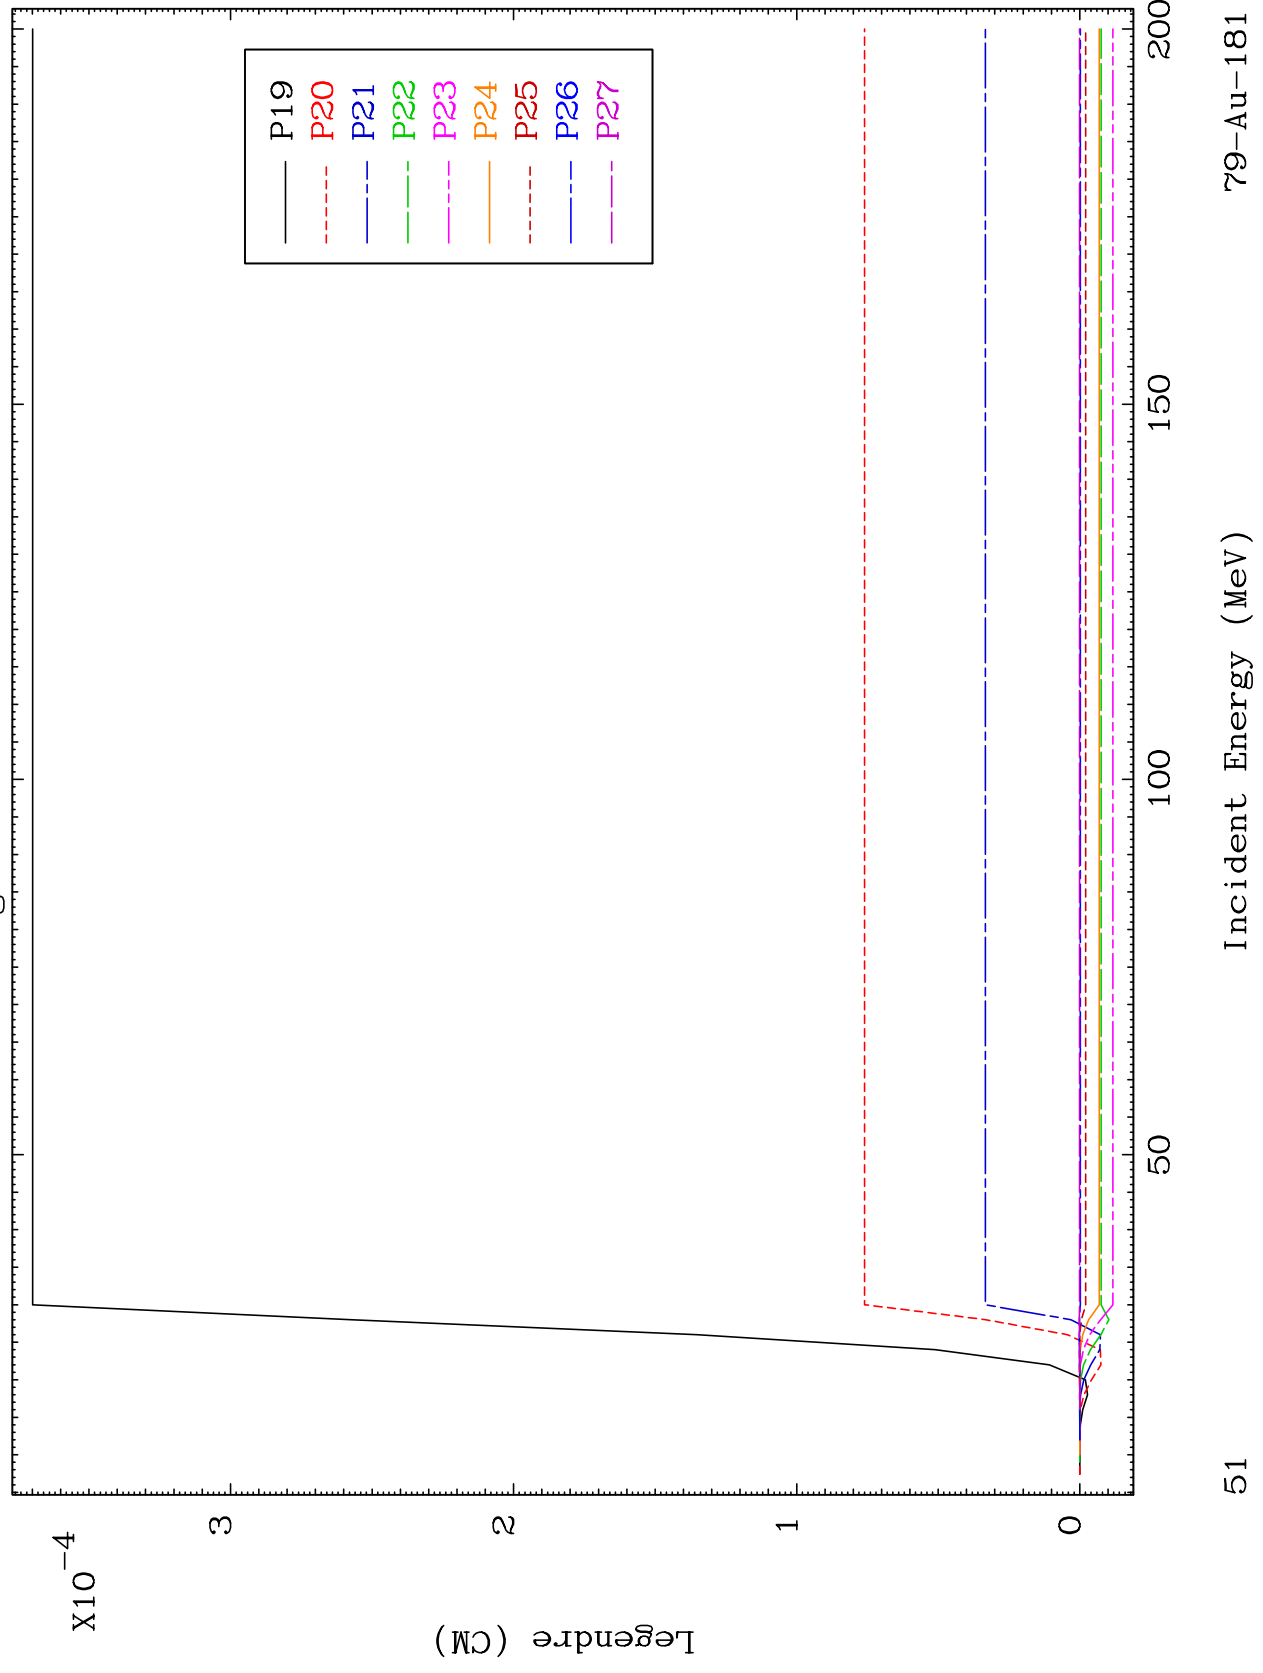 X10-4
Legendre (CM)
3
2
1
0
50
100
150
200
P19
P20
P21
P22
P23
P24
P25
P26
P27
Incident Energy (MeV)
51
79-Au-181